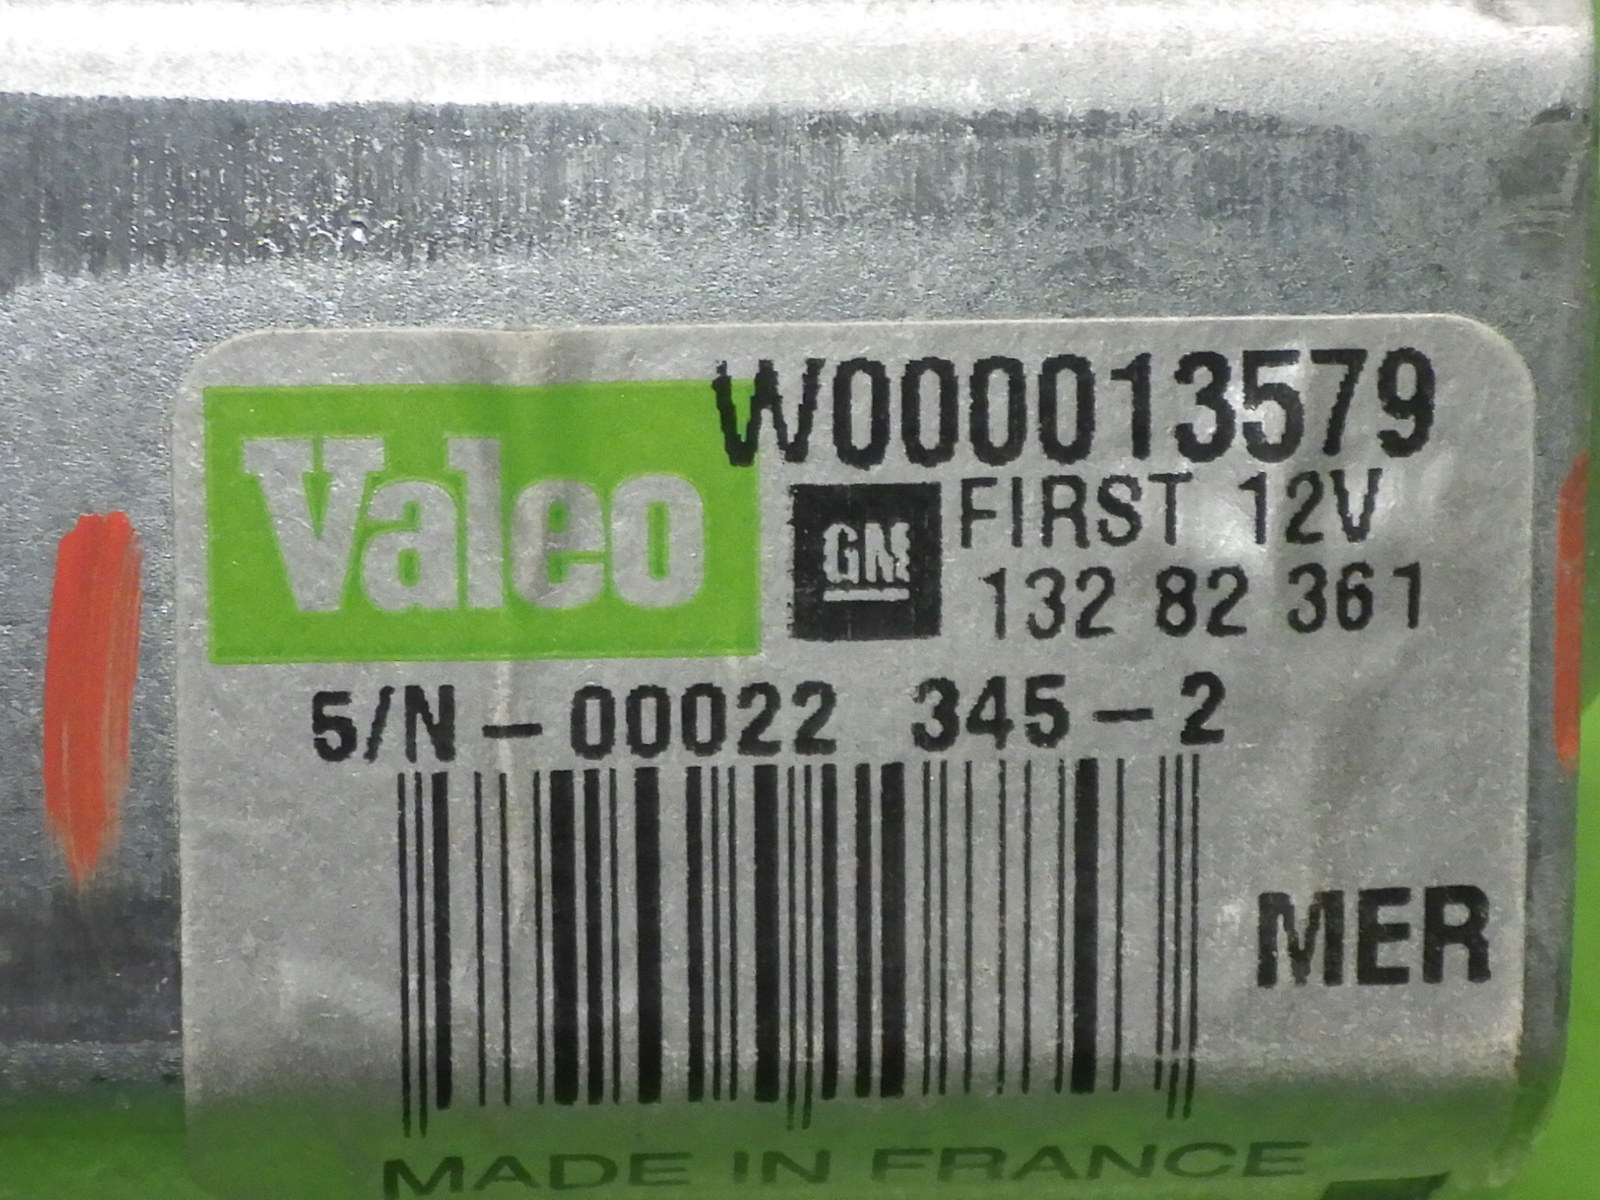 W000013579
Valeo
GM
FIRST 12V
132 82 361
5/N-00022 345-2
MER
MADE IN FRANCE